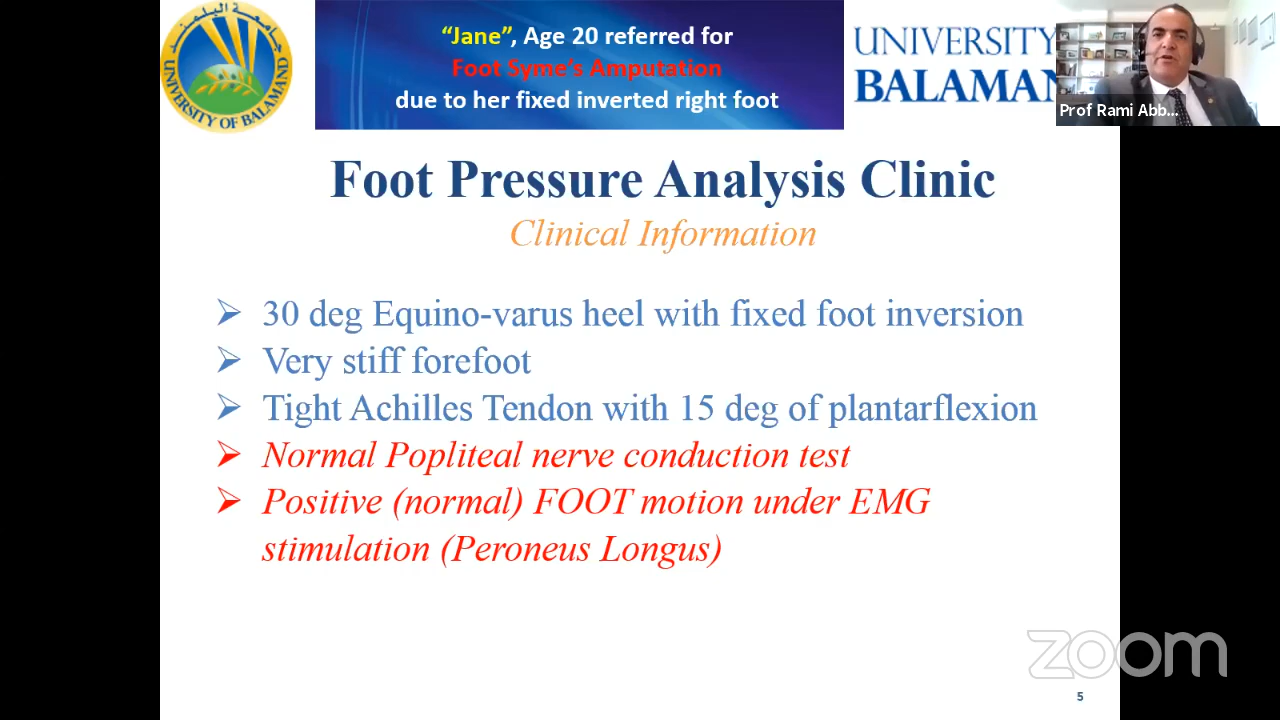 جامعة البلمند
UNIVERSITY OF BALAMAND
“Jane”, Age 20 referred for
Foot Syme’s Amputation
due to her fixed inverted right foot
UNIVERSITY
BALAMAN
Prof Rami Abb...
Foot Pressure Analysis Clinic
Clinical Information
➢ 30 deg Equino-varus heel with fixed foot inversion
➢ Very stiff forefoot
➢ Tight Achilles Tendon with 15 deg of plantarflexion
➢ Normal Popliteal nerve conduction test
➢ Positive (normal) FOOT motion under EMG
stimulation (Peroneus Longus)
zoom
5